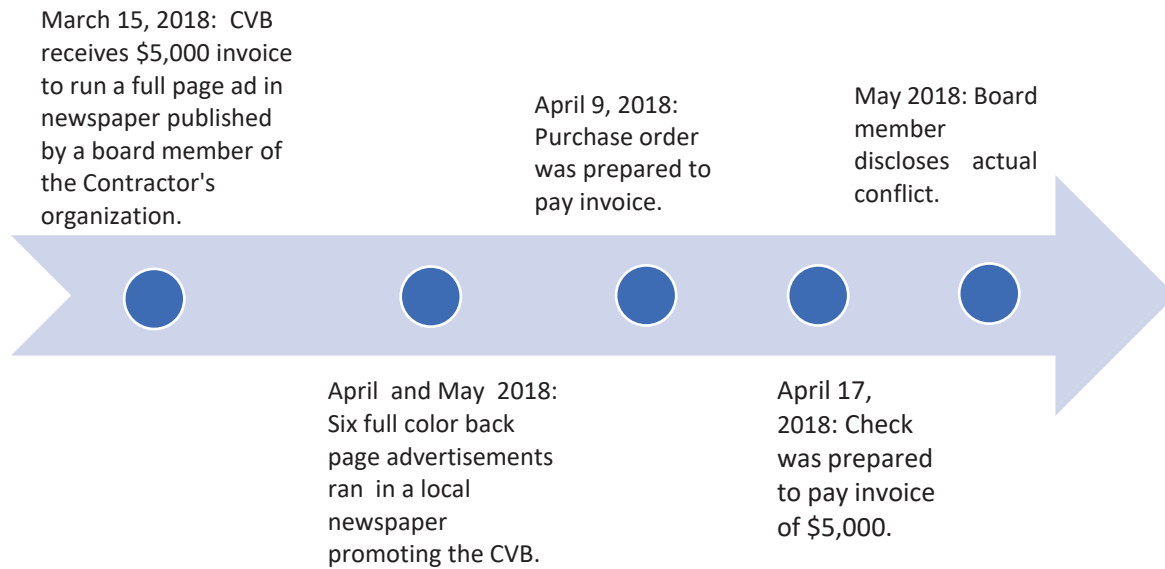 March 15, 2018: CVB
receives $5,000 invoice
to run a full page ad in
newspaper published
by a board member of
the Contractor's
organization.
April and May 2018:
Six full color back
page advertisements
ran in a local
newspaper
promoting the CVB.
April 9, 2018:
Purchase order
was prepared to
pay invoice.
April 17,
2018: Check
was prepared
to pay invoice
of $5,000.
May 2018: Board
member
discloses actual
conflict.